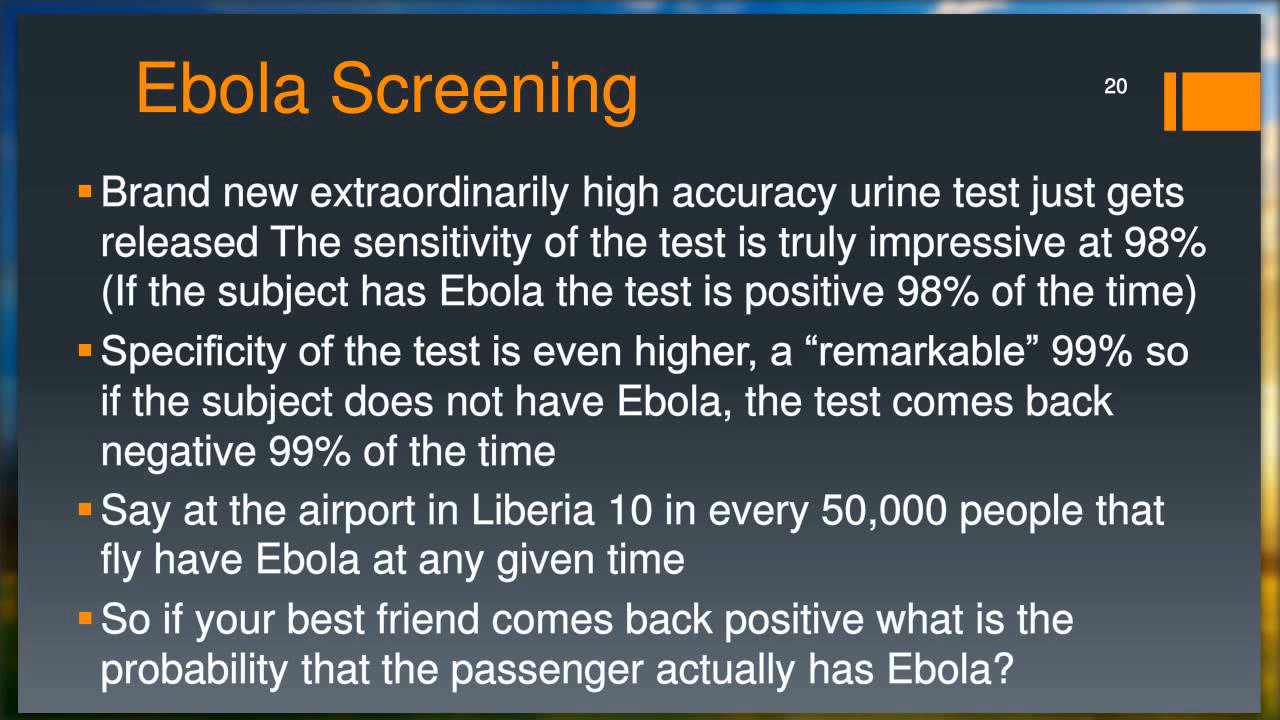 Ebola Screening
20
Brand new extraordinarily high accuracy urine test just gets
released The sensitivity of the test is truly impressive at 98%
(If the subject has Ebola the test is positive 98% of the time)
Specificity of the test is even higher, a “remarkable” 99% so
if the subject does not have Ebola, the test comes back
negative 99% of the time
Say at the airport in Liberia 10 in every 50,000 people that
fly have Ebola at any given time
So if your best friend comes back positive what is the
probability that the passenger actually has Ebola?